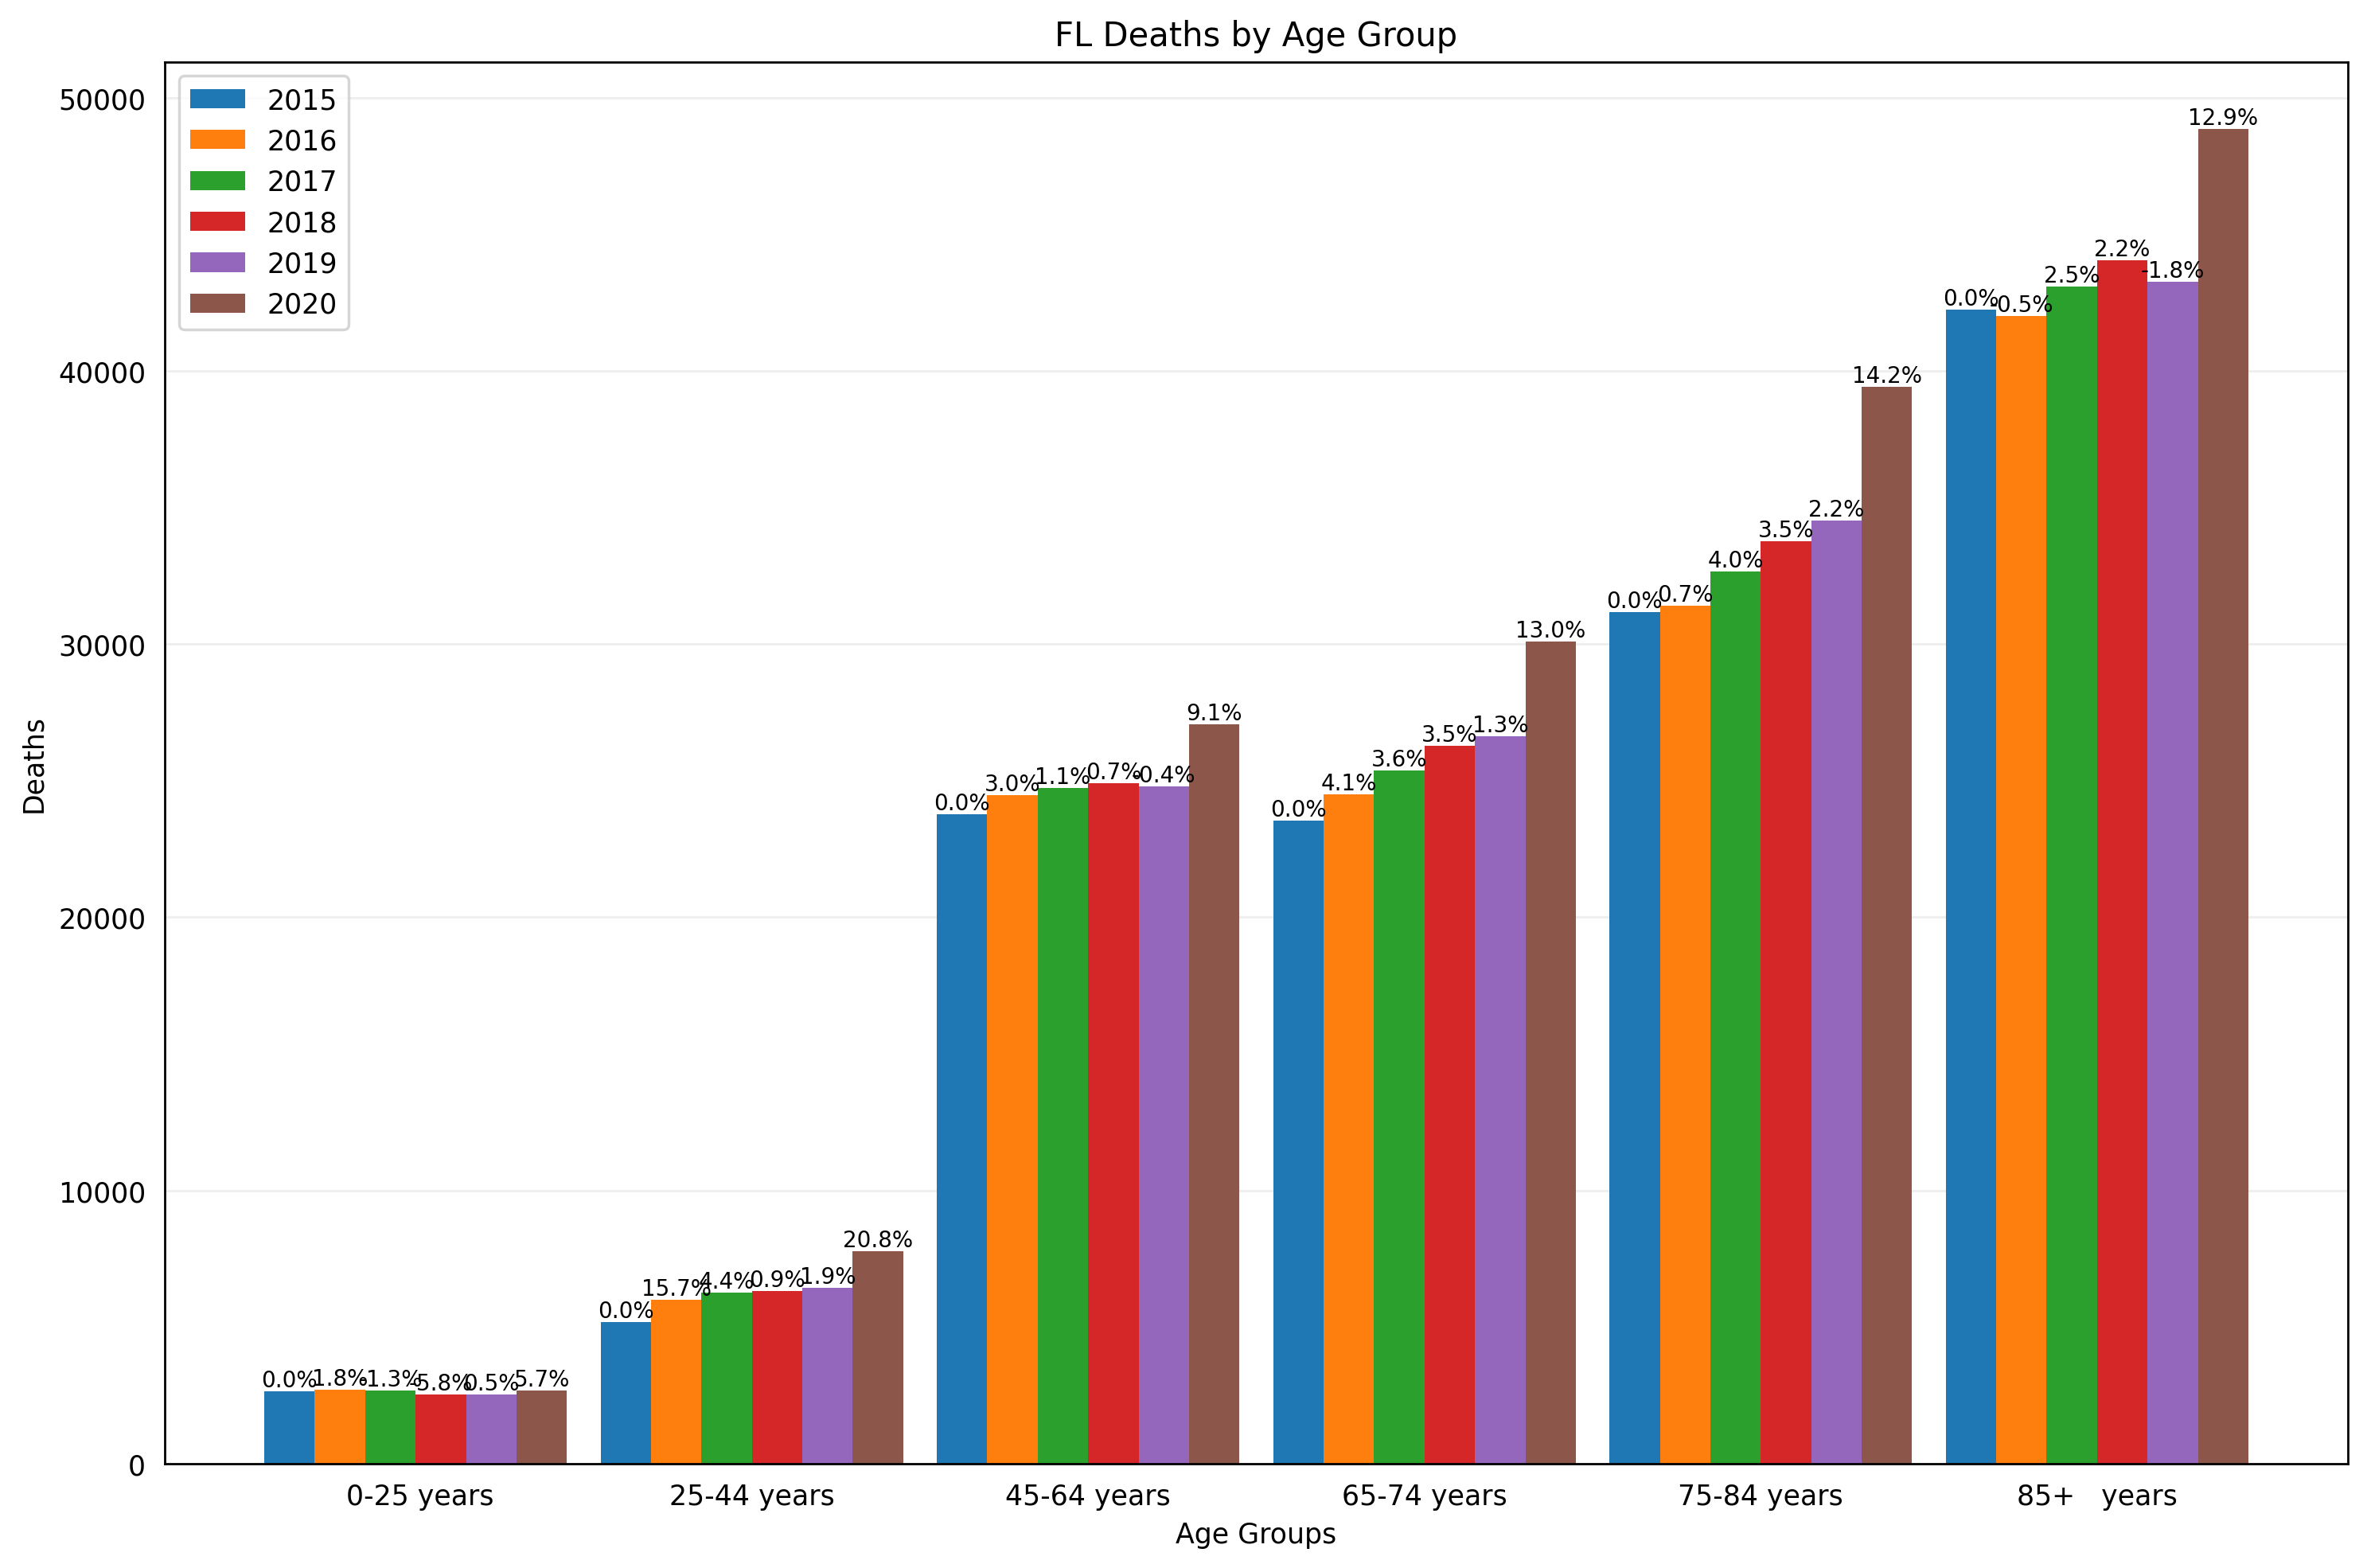 FL Deaths by Age Group
2015
2016
2017
2018
2019
2020
Deaths
50000
40000
30000
20000
10000
0
0.0% 1.8% -1.3% -5.8% 0.5% 5.7%
0.0% 15.7% 4.4% 0.9% 1.9% 20.8%
0.0% 3.0% 1.1% 0.7% -0.4% 9.1%
0.0% 4.1% 3.6% 3.5% 1.3% 13.0%
0.0% 0.7% 4.0% 3.5% 2.2% 14.2%
0.0% -0.5% 2.5% 2.2% -1.8% 12.9%
0-25 years 25-44 years 45-64 years 65-74 years 75-84 years 85+ years
Age Groups